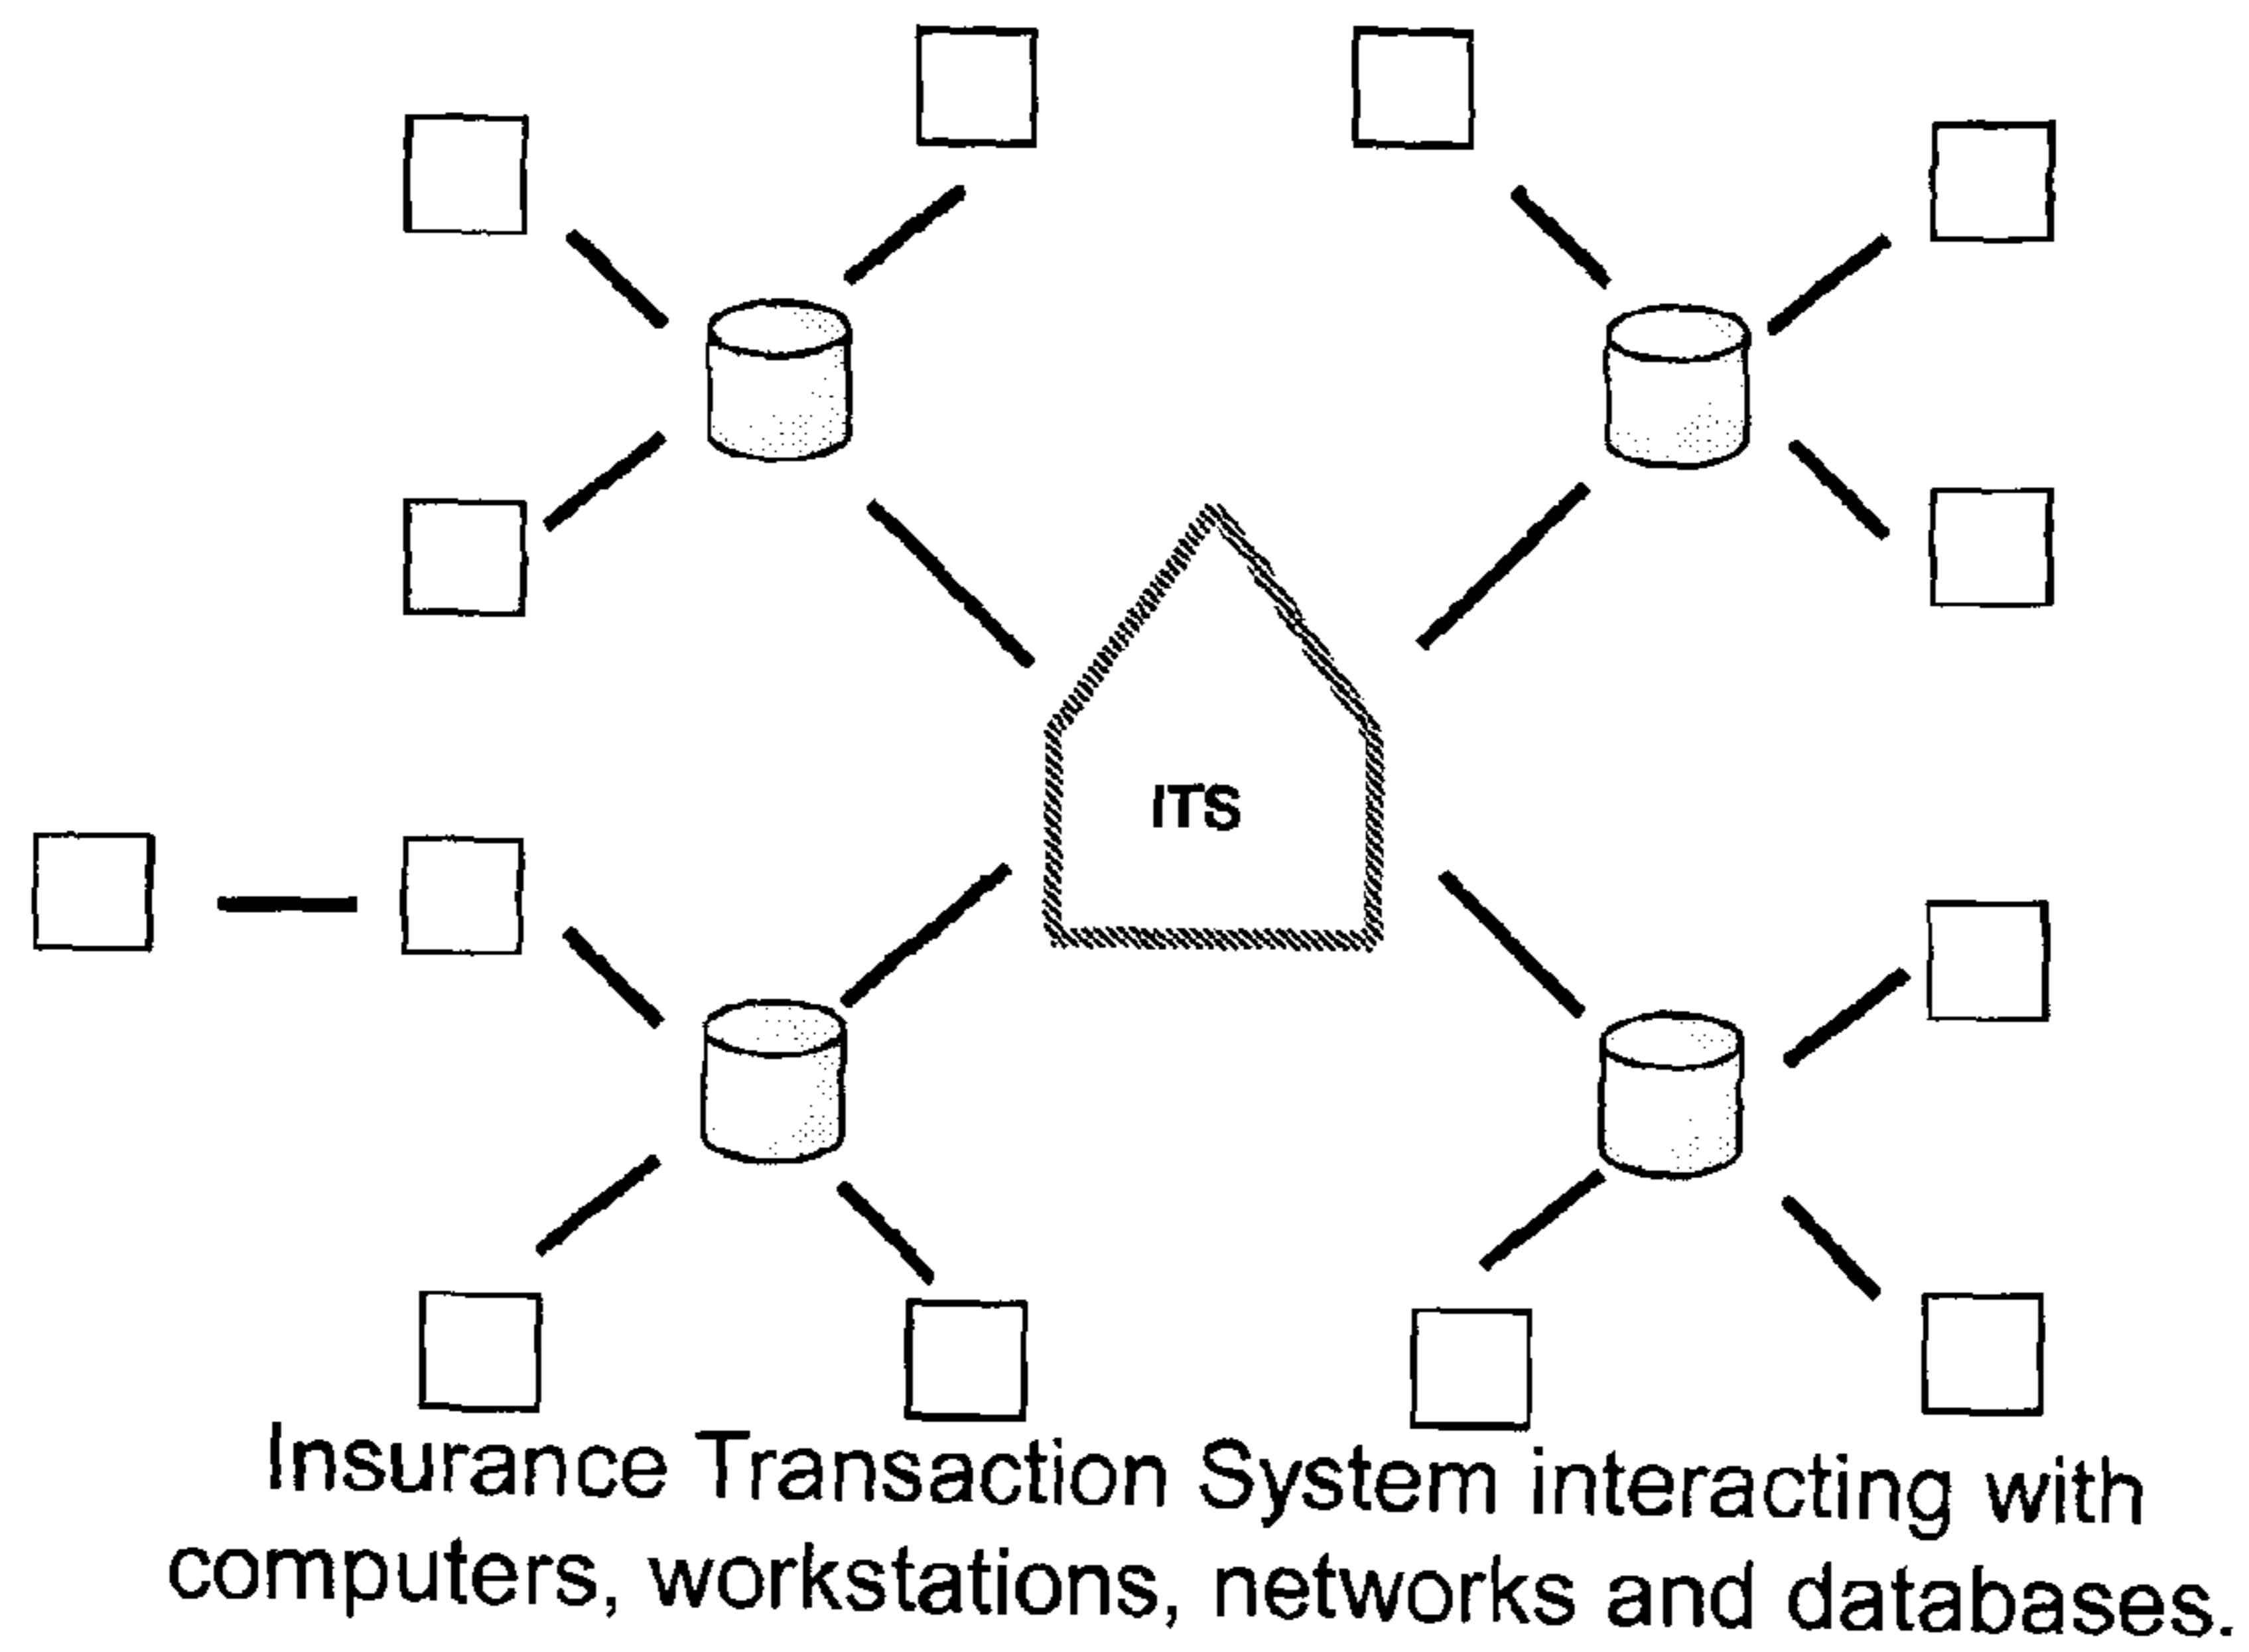 ITS
Insurance Transaction System interacting with
computers, workstations, networks and databases.